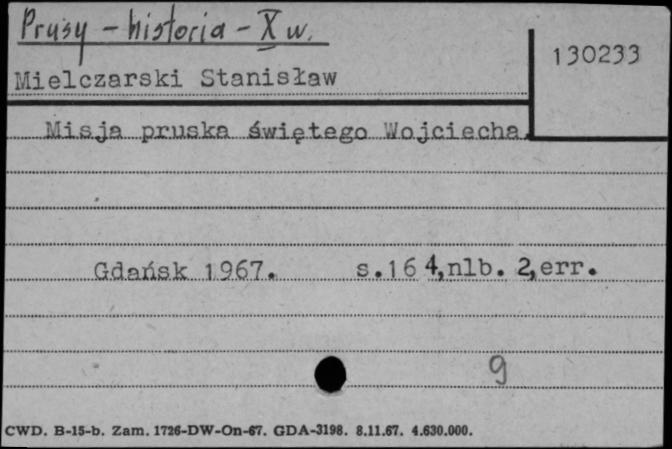 Prusy - historia - X w.
130233
Mielczarski Stanisław
Misja pruska świętego Wojciecha.
Gdańsk 1967. s.164,nlb. 2,err.
9
CWD. B-15-b. Zam. 1726-DW-On-67. GDA-3198. 8.11.67. 4.630.000.